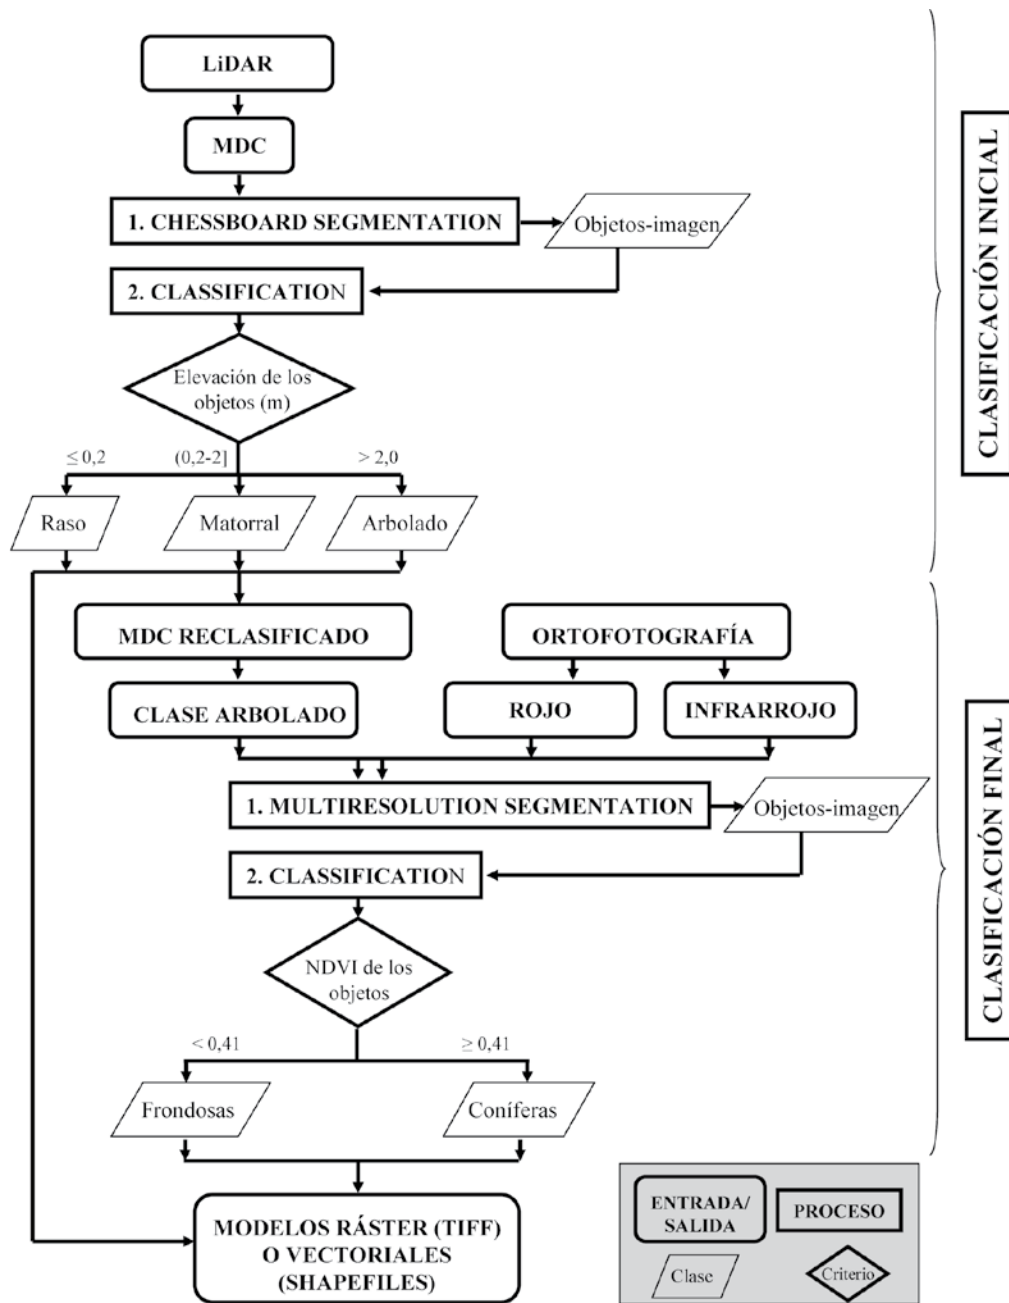 LiDAR
MDC
1. CHESSBOARD SEGMENTATION
Objetos-imagen
2. CLASSIFICATION
Elevación de los
objetos (m)
≤ 0,2
(0,2-2]
> 2,0
Raso
Matorral
Arbolado
CLASIFICACIÓN INICIAL
MDC RECLASIFICADO
ORTOFOTOGRAFÍA
CLASE ARBOLADO
ROJO
INFRARROJO
1. MULTIRESOLUTION SEGMENTATION
Objetos-imagen
2. CLASSIFICATION
NDVI de los
objetos
< 0,41
≥ 0,41
Frondosas
Coníferas
CLASIFICACIÓN FINAL
MODELOS RÁSTER (TIFF)
O VECTORIALES
(SHAPEFILES)
ENTRADA/
SALIDA
PROCESO
Clase
Criterio